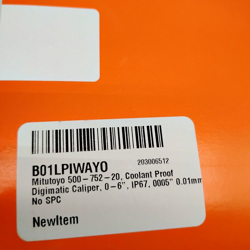 B01LPIWAYO
203006512
Mitutoyo 500-752-20, Coolant Proof
Digimatic Caliper, 0-6", IP67, 0005" 0.01mm
No SPC
NewItem